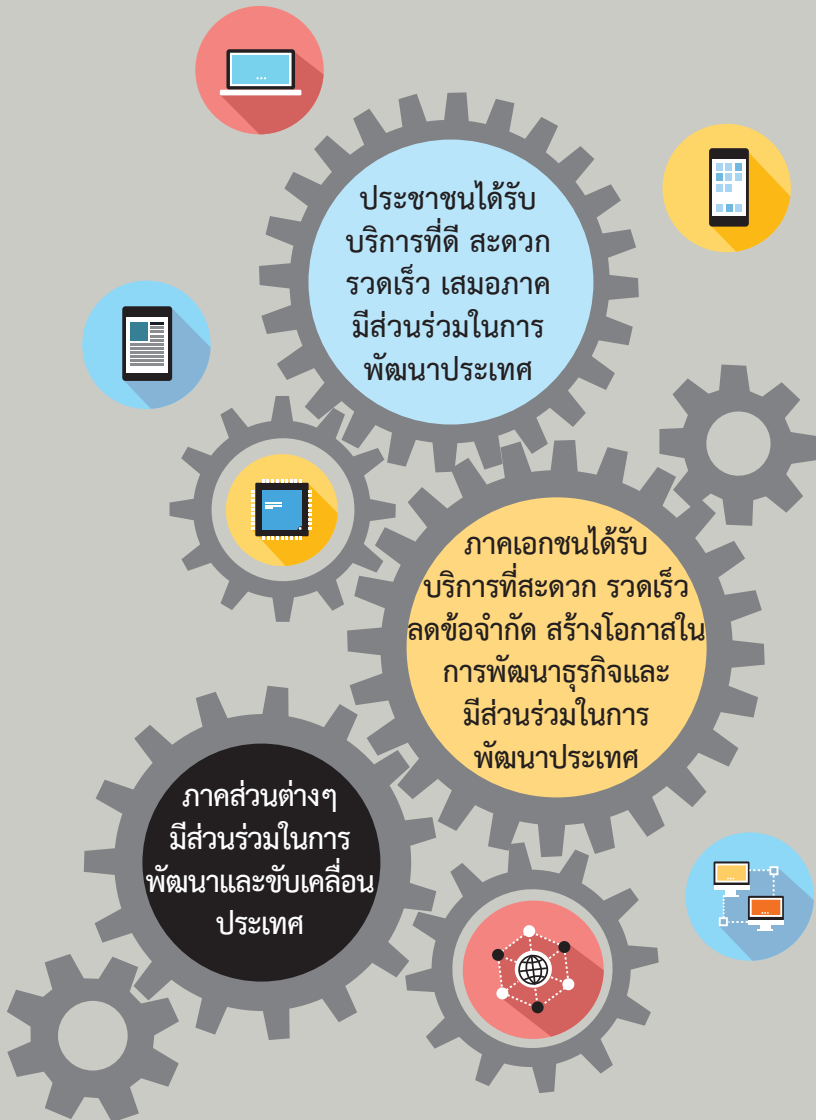 ประชาชนได้รับ
บริการที่ดี สะดวก
รวดเร็ว เสมอภาค
มีส่วนร่วมในการ
พัฒนาประเทศ
ภาคเอกชนได้รับ
บริการที่สะดวก รวดเร็ว
ลดข้อจำกัด สร้างโอกาสใน
การพัฒนาธุรกิจและ
มีส่วนร่วมในการ
พัฒนาประเทศ
ภาคส่วนต่างๆ
มีส่วนร่วมในการ
พัฒนาและขับเคลื่อน
ประเทศ